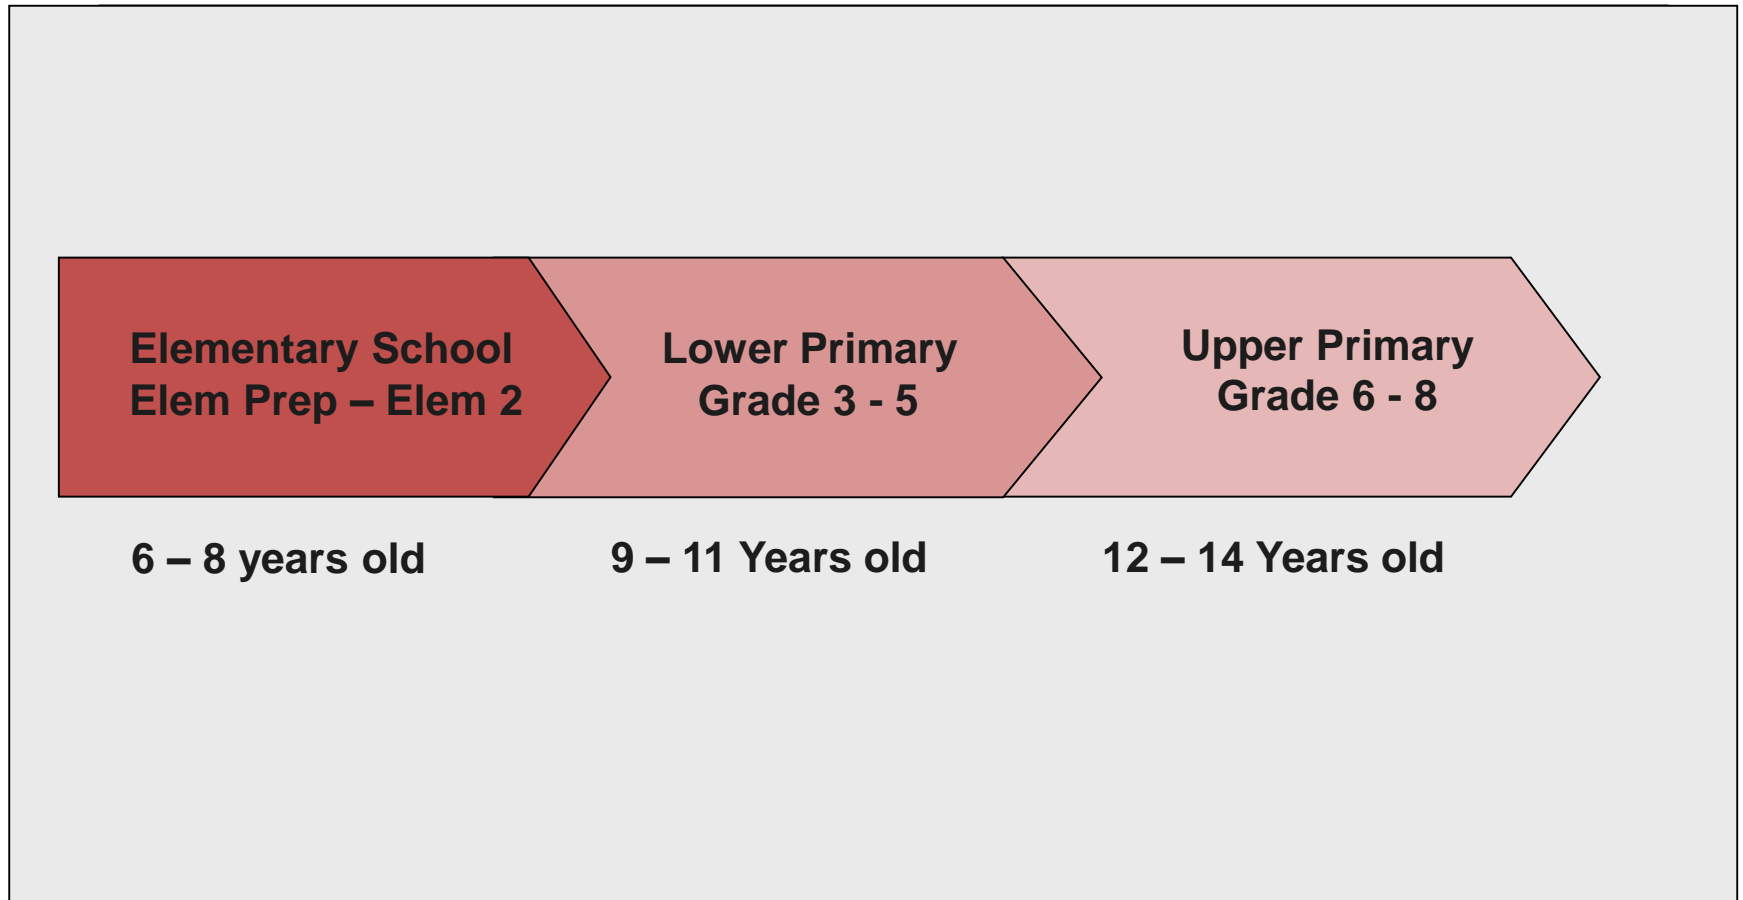 Elementary School
Elem Prep – Elem 2
Lower Primary
Grade 3 - 5
Upper Primary
Grade 6 - 8
6 – 8 years old
9 – 11 Years old
12 – 14 Years old